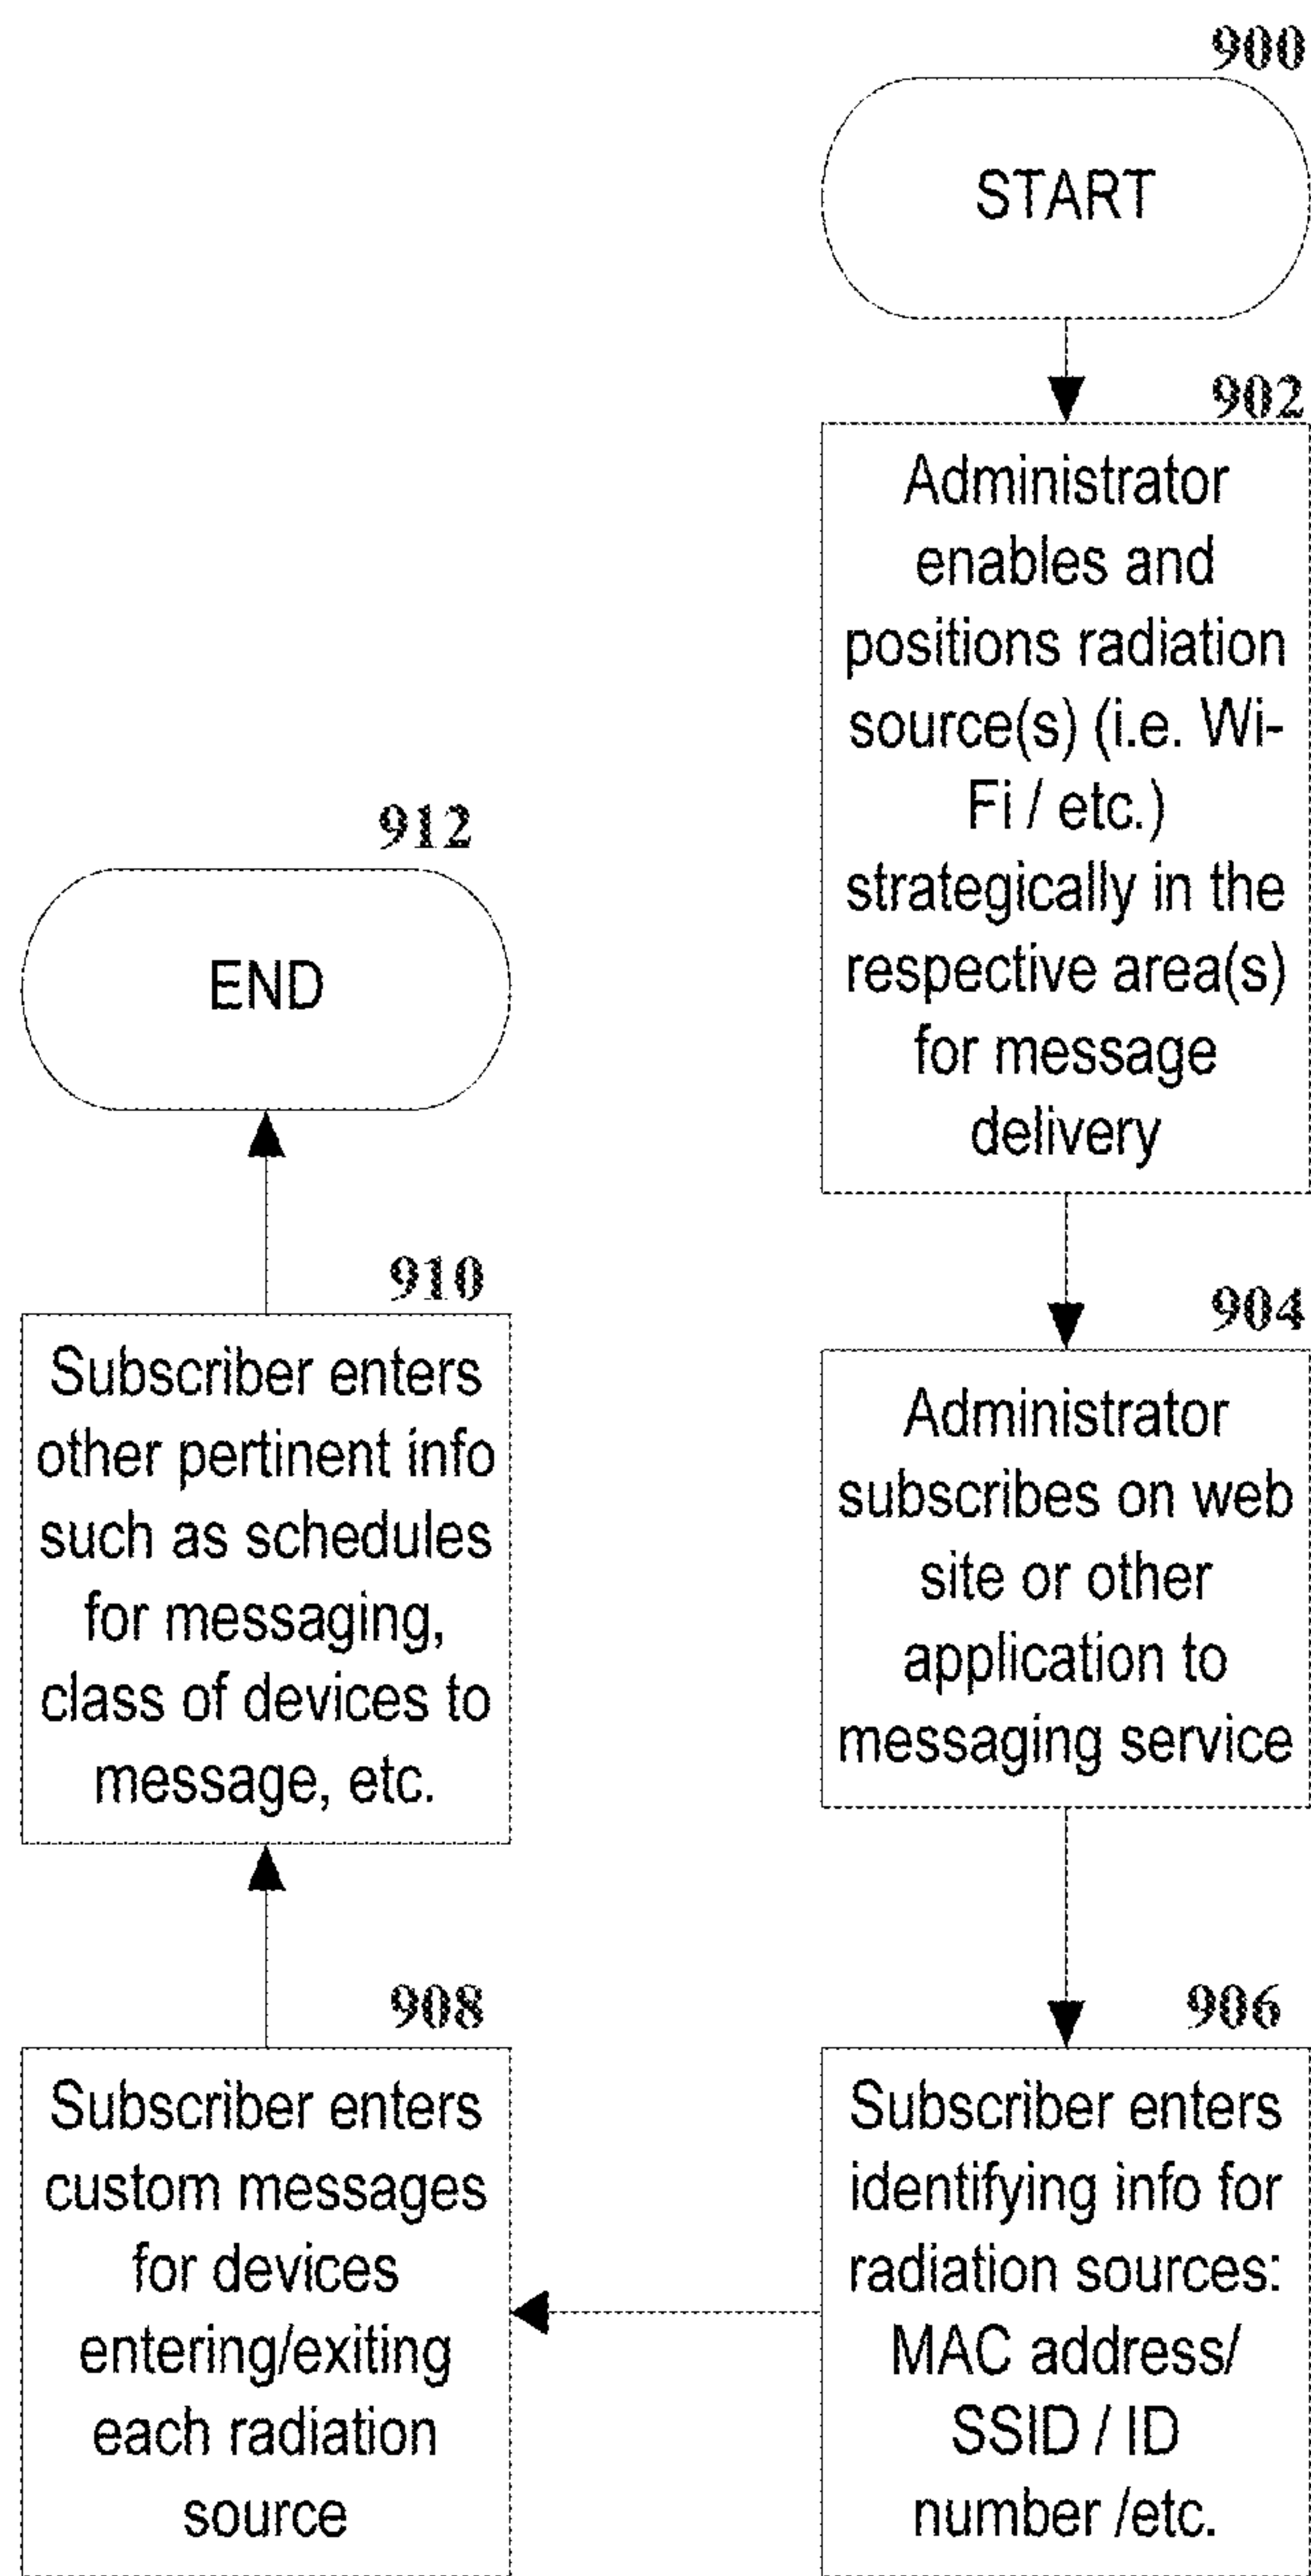 900
START
902
Administrator
enables and
positions radiation
source(s) (i.e. Wi-
Fi / etc.)
strategically in the
respective area(s)
for message
delivery
904
Administrator
subscribes on web
site or other
application to
messaging service
906
Subscriber enters
identifying info for
radiation sources:
MAC address/
SSID / ID
number /etc.
908
Subscriber enters
custom messages
for devices
entering/exiting
each radiation
source
910
Subscriber enters
other pertinent info
such as schedules
for messaging,
class of devices to
message, etc.
912
END